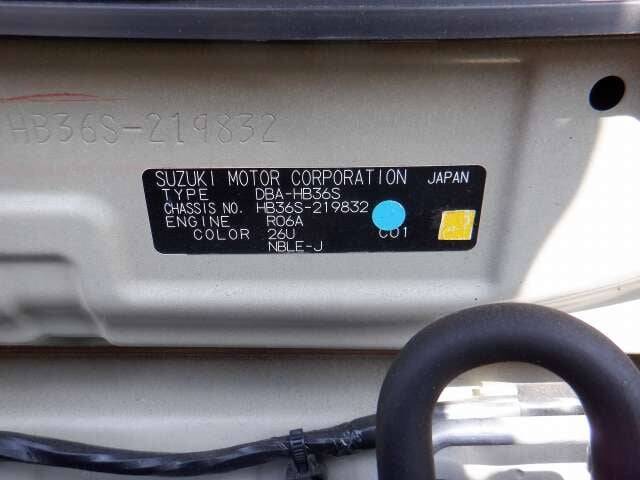 HB36S-219832
SUZUKI MOTOR CORPORATION JAPAN
TYPE DBA-HB36S
CHASSIS NO. HB36S-219832
ENGINE R06A
COLOR 26U C01
NBLE-J